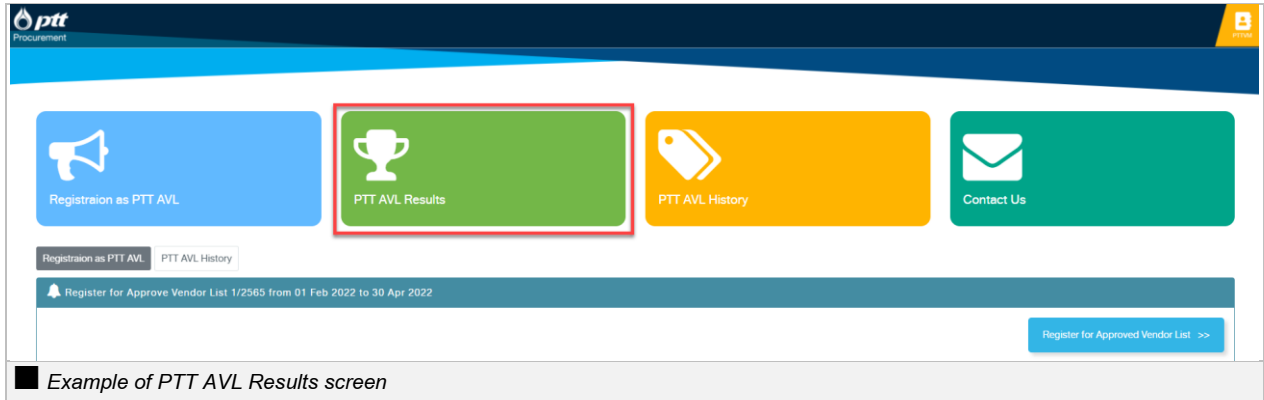 ptt
Procurement
PTTVM
Registraion as PTT AVL
PTT AVL Results
PTT AVL History
Contact Us
Registraion as PTT AVL
PTT AVL History
Register for Approve Vendor List 1/2565 from 01 Feb 2022 to 30 Apr 2022
Register for Approved Vendor List >>
Example of PTT AVL Results screen